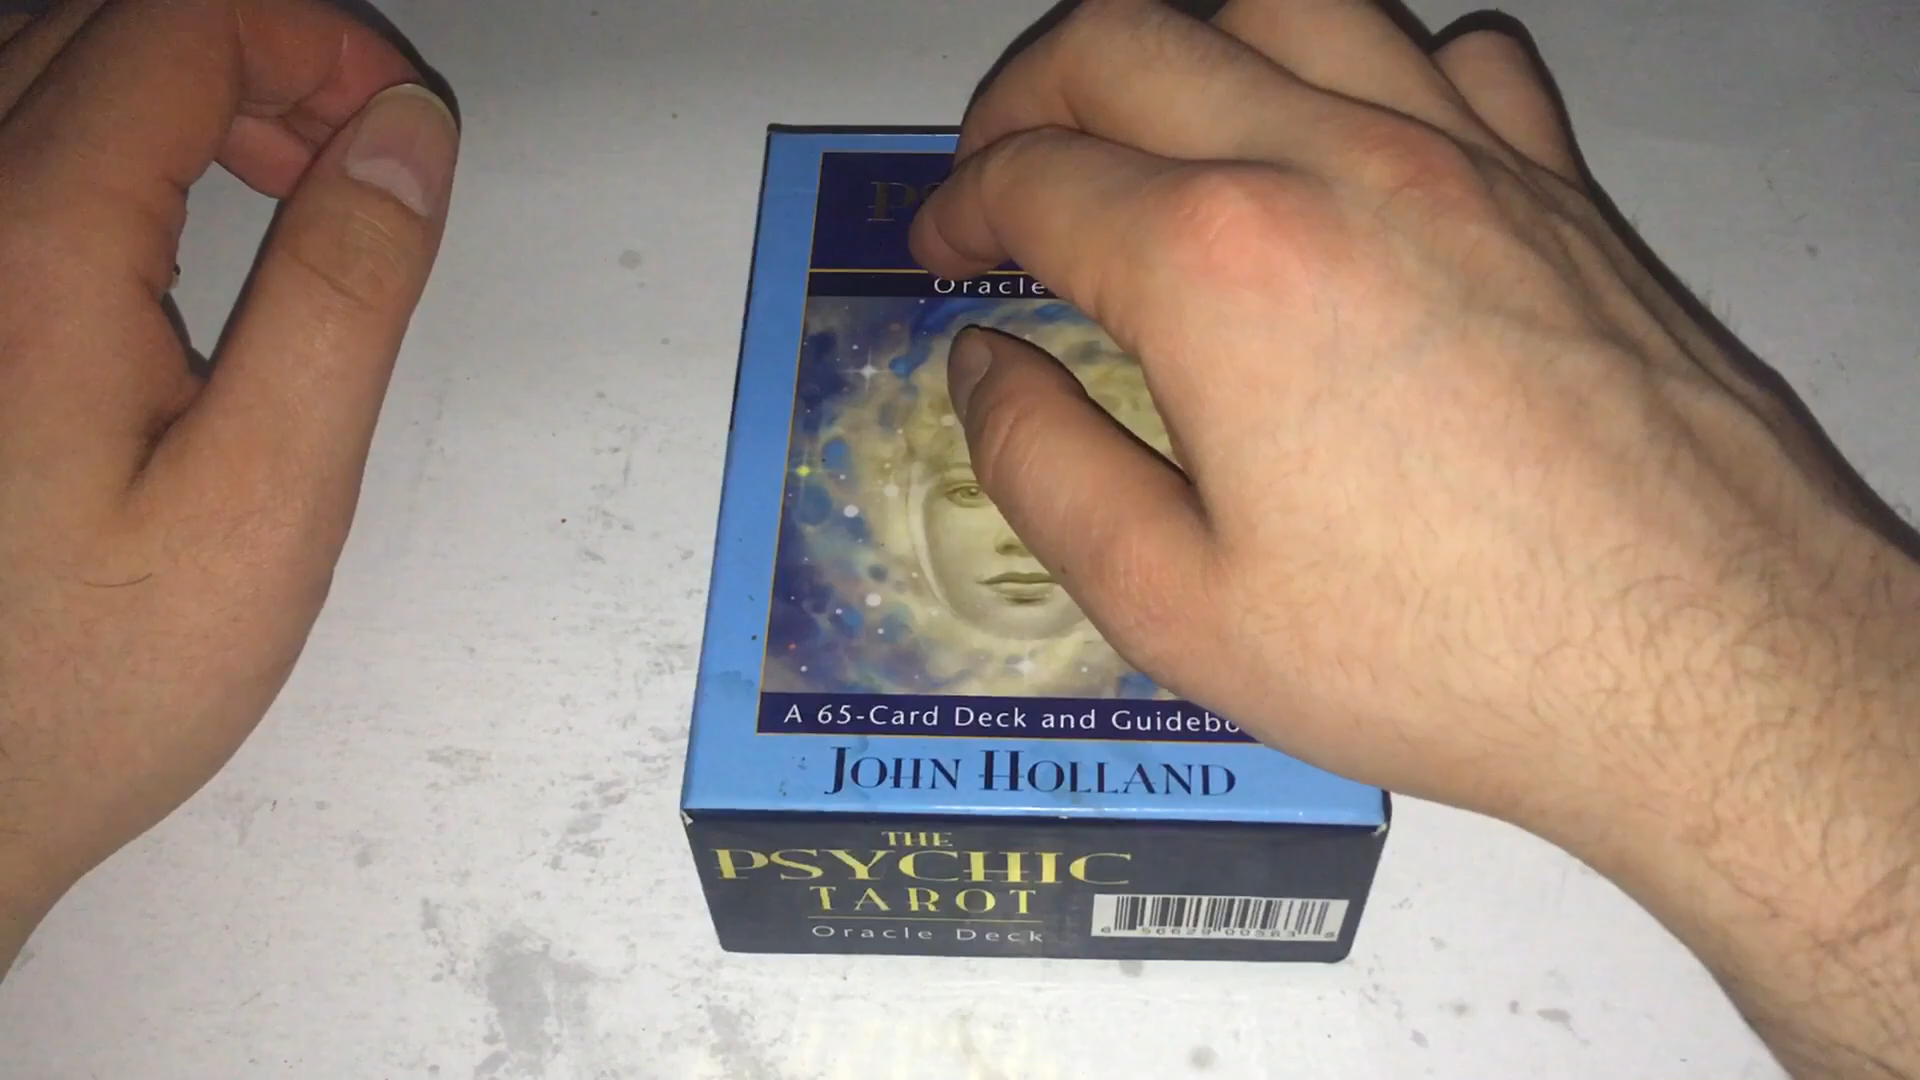 Oracle
A 65-Card Deck and Guidebo
JOHN HOLLAND
THE
PSYCHIC
TAROT
Oracle Deck